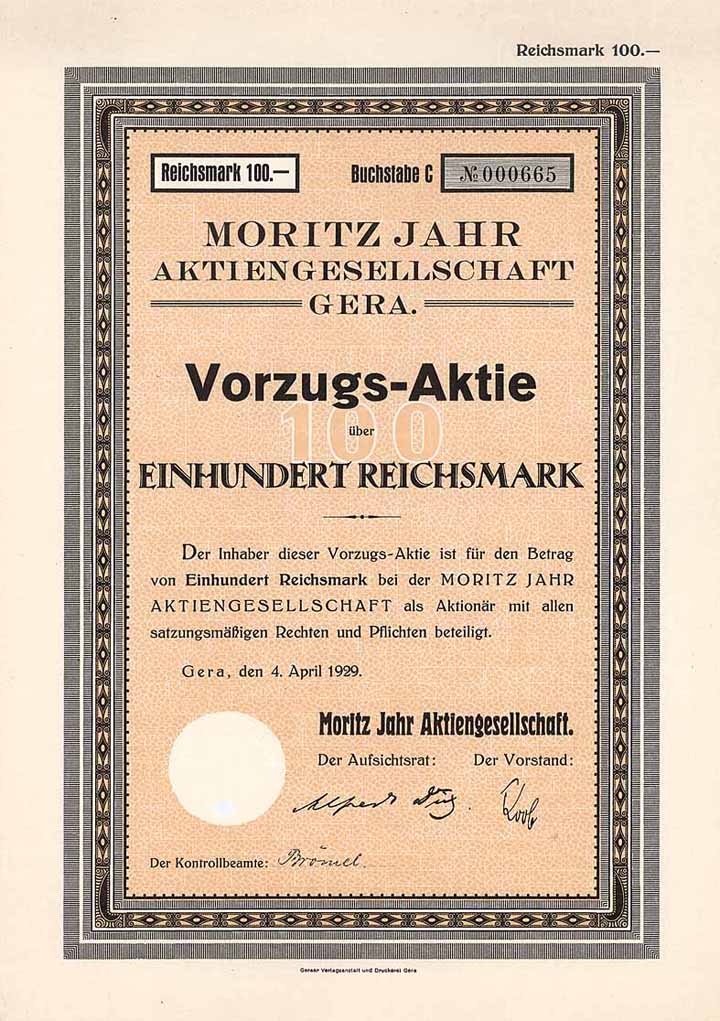 Reichsmark 100.—
Reichsmark 100.— Buchstabe C № 000665
MORITZ JAHR
AKTIENGESELLSCHAFT
GERA.
Vorzugs-Aktie
100
über
EINHUNDERT REICHSMARK
Der Inhaber dieser Vorzugs-Aktie ist für den Betrag
von Einhundert Reichsmark bei der MORITZ JAHR
AKTIENGESELLSCHAFT als Aktionär mit allen
satzungsmäßigen Rechten und Pflichten beteiligt.
Gera, den 4. April 1929.
Moritz Jahr Aktiengesellschaft.
Der Aufsichtsrat: Der Vorstand:
Alfred
Der Kontrollbeamte: Brömel.
Geraer Verlagsanstalt und Druckerei Gera